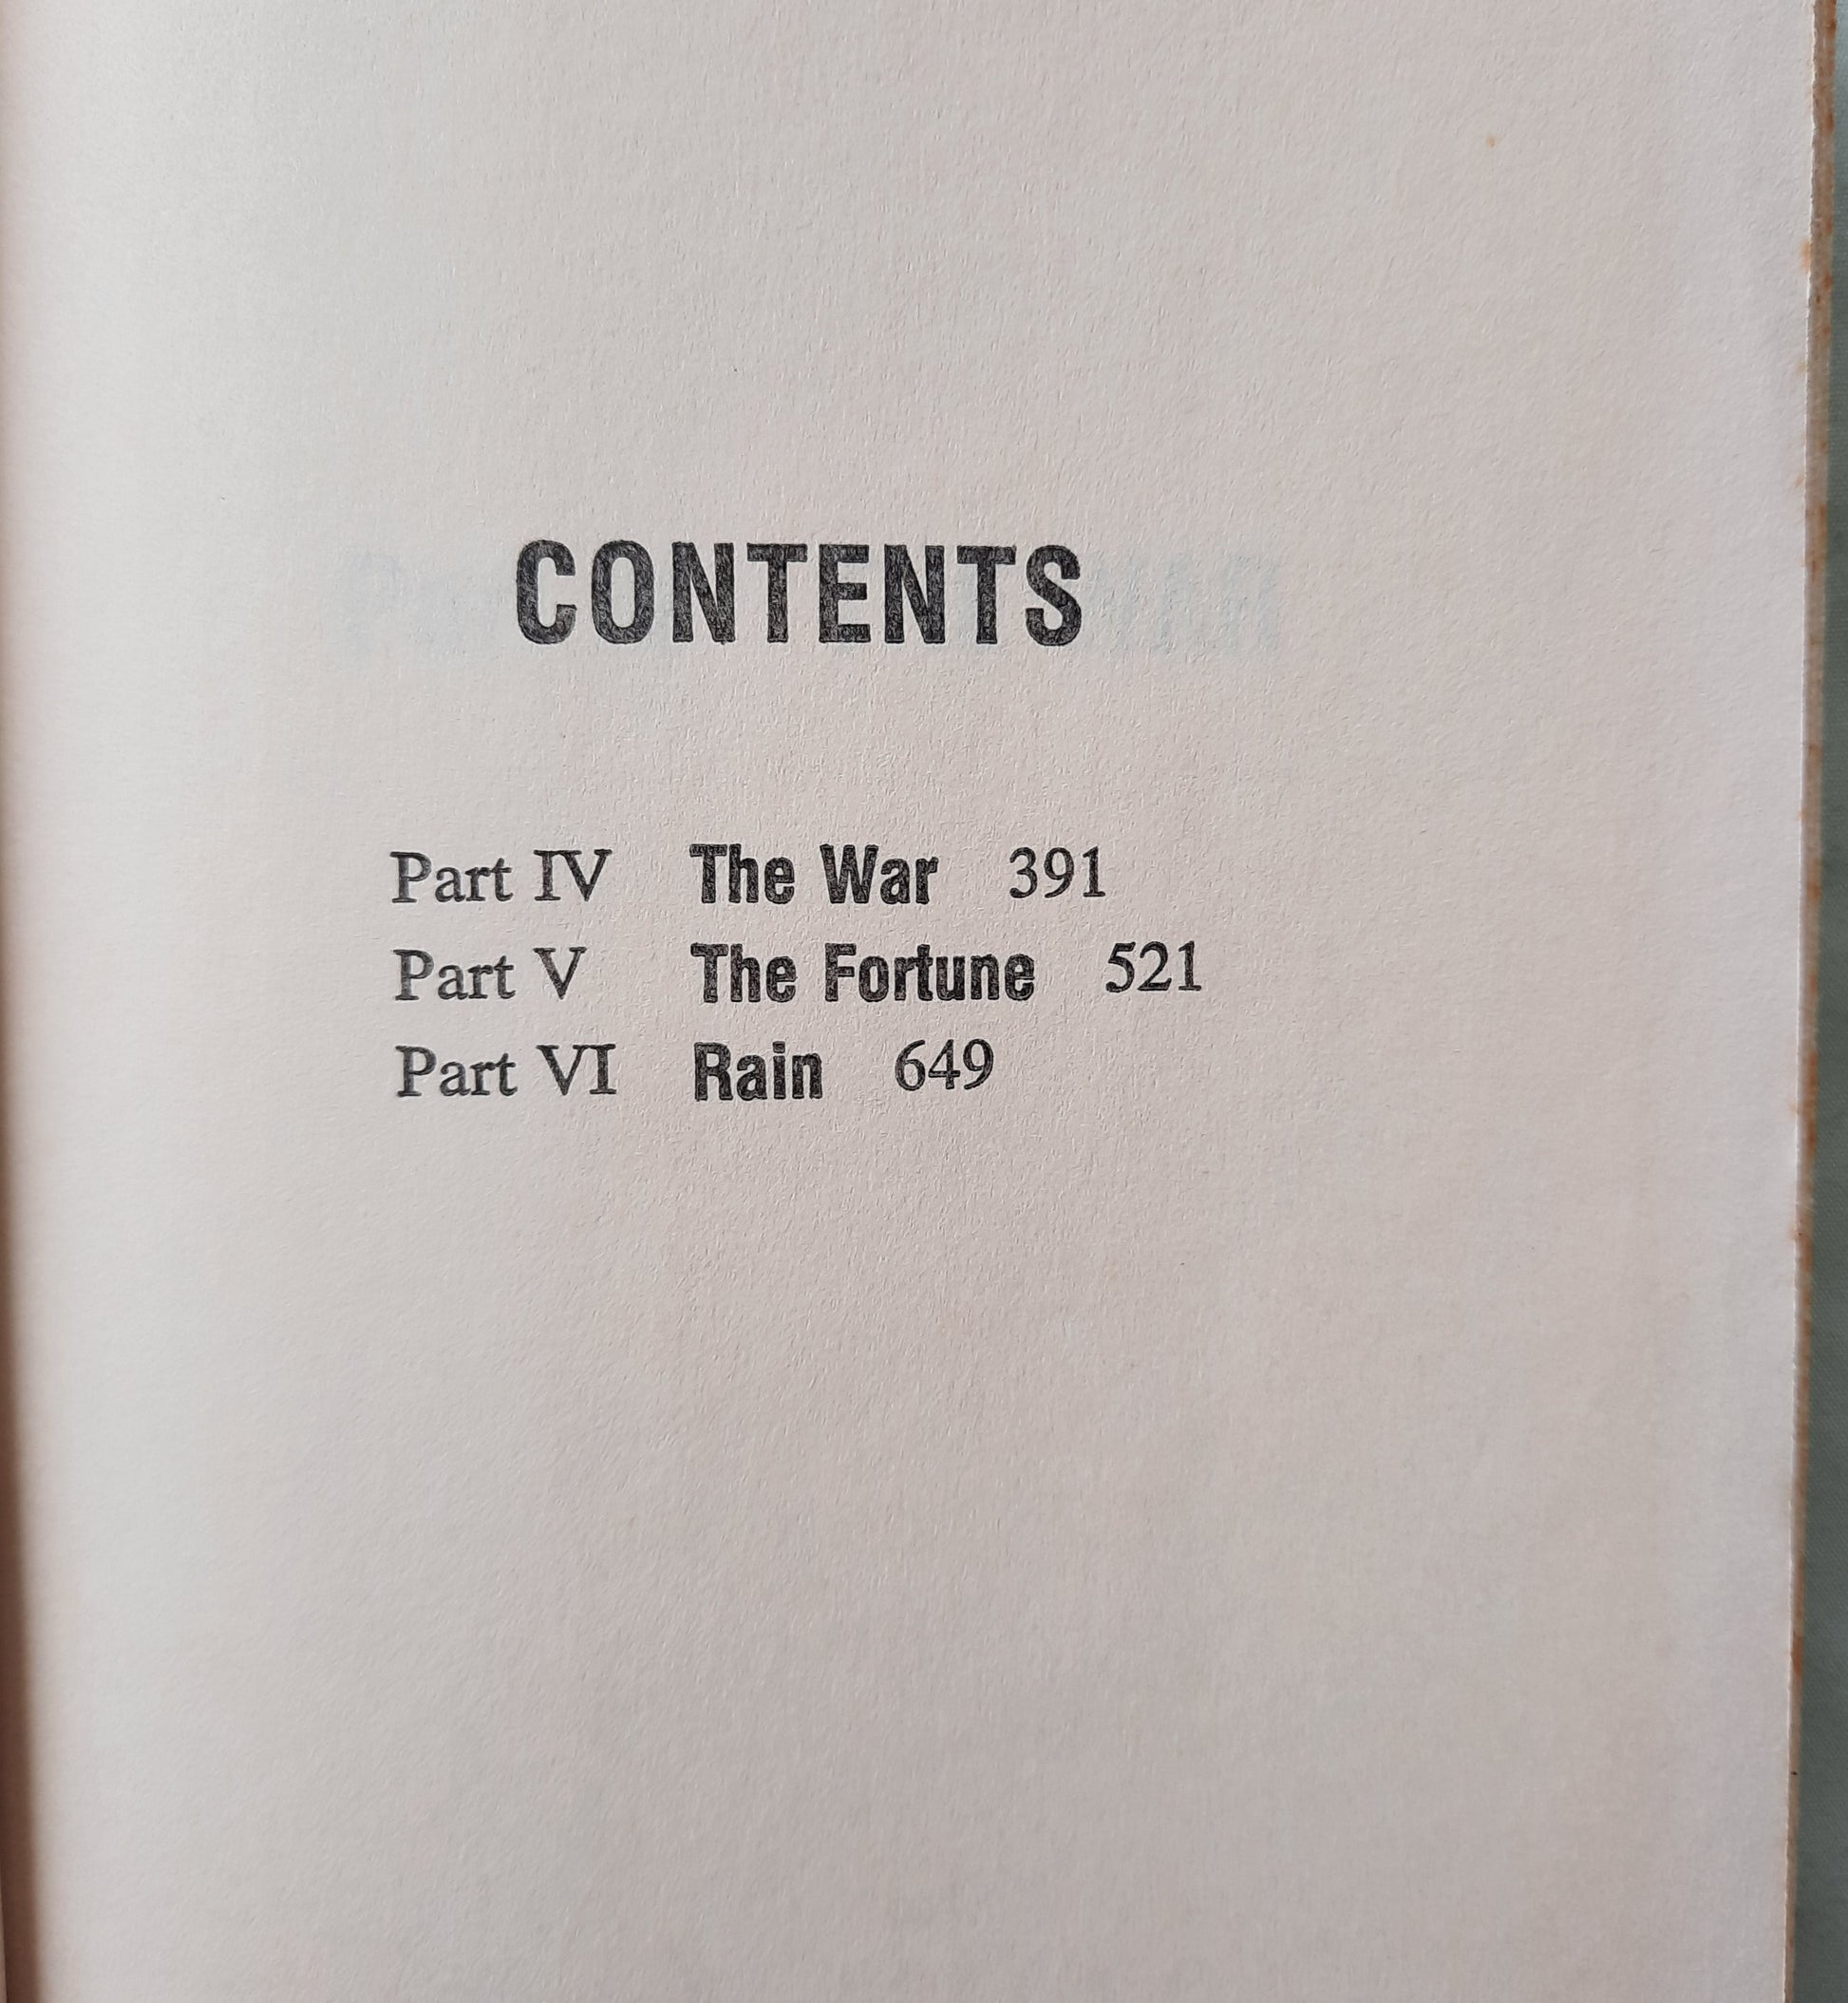 CONTENTS
Part IV The War 391
Part V The Fortune 521
Part VI Rain 649